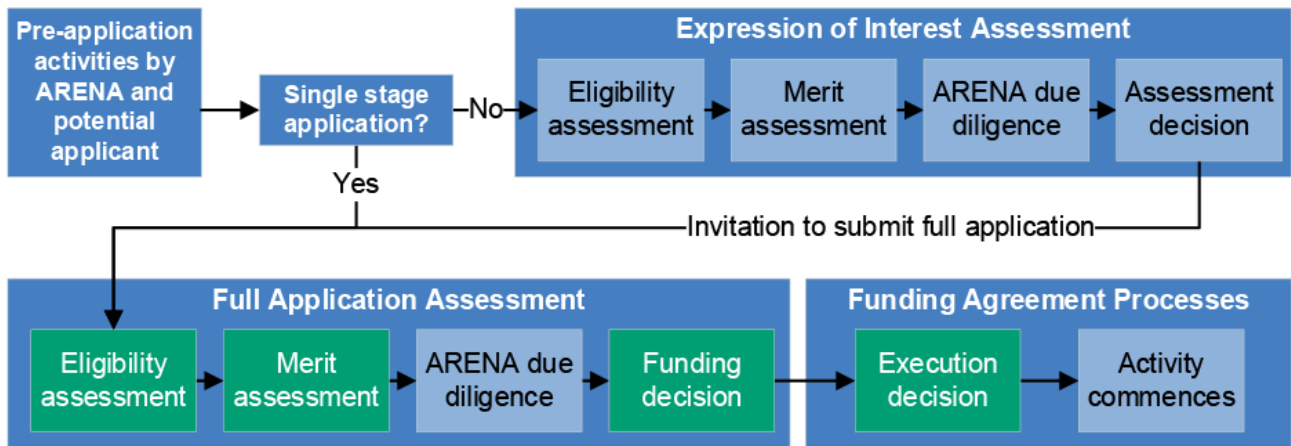 Pre-application
activities by
ARENA and
potential
applicant
Single stage
application?
No
Yes
Expression of Interest Assessment
Eligibility
assessment
Merit
assessment
ARENA due
diligence
Assessment
decision
Invitation to submit full application
Full Application Assessment
Eligibility
assessment
Merit
assessment
ARENA due
diligence
Funding
decision
Funding Agreement Processes
Execution
decision
Activity
commences